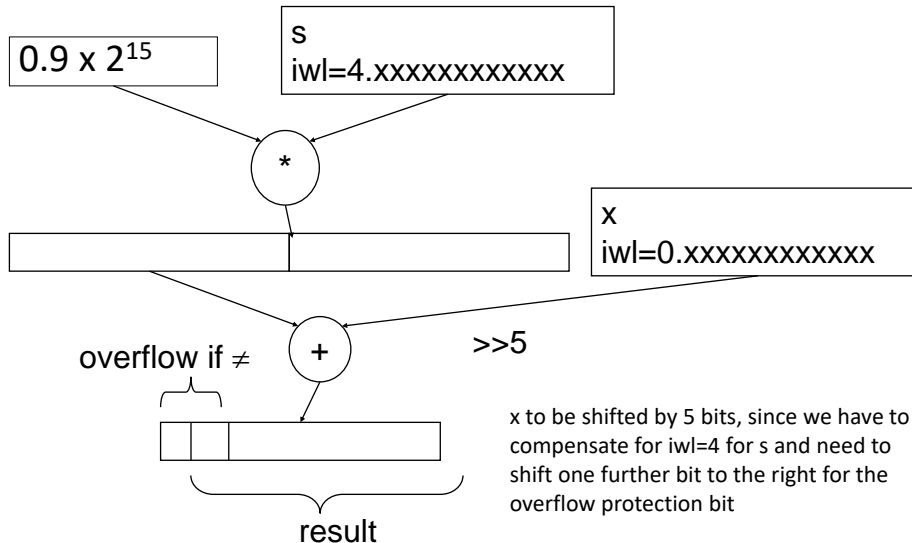 0.9 x 2¹⁵
s
iwl=4.xxxxxxxxxxxx
*
x
iwl=0.xxxxxxxxxxxx
+
>>5
overflow if ≠
x to be shifted by 5 bits, since we have to
compensate for iwl=4 for s and need to
shift one further bit to the right for the
overflow protection bit
result